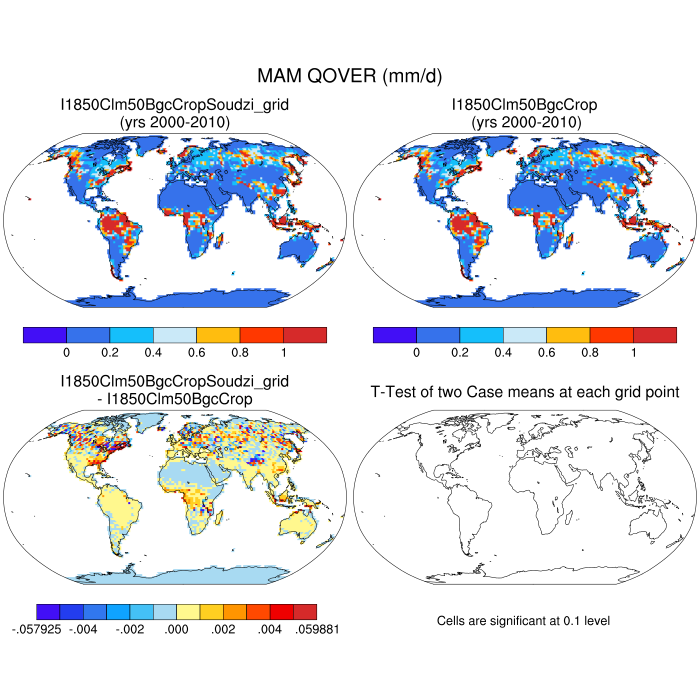 MAM QOVER (mm/d)
I1850Clm50BgcCropSoudzi_grid
(yrs 2000-2010)
I1850Clm50BgcCrop
(yrs 2000-2010)
0 0.2 0.4 0.6 0.8 1
0 0.2 0.4 0.6 0.8 1
I1850Clm50BgcCropSoudzi_grid
- I1850Clm50BgcCrop
T-Test of two Case means at each grid point
-.057925 -.004 -.002 .000 .002 .004 .059881
Cells are significant at 0.1 level